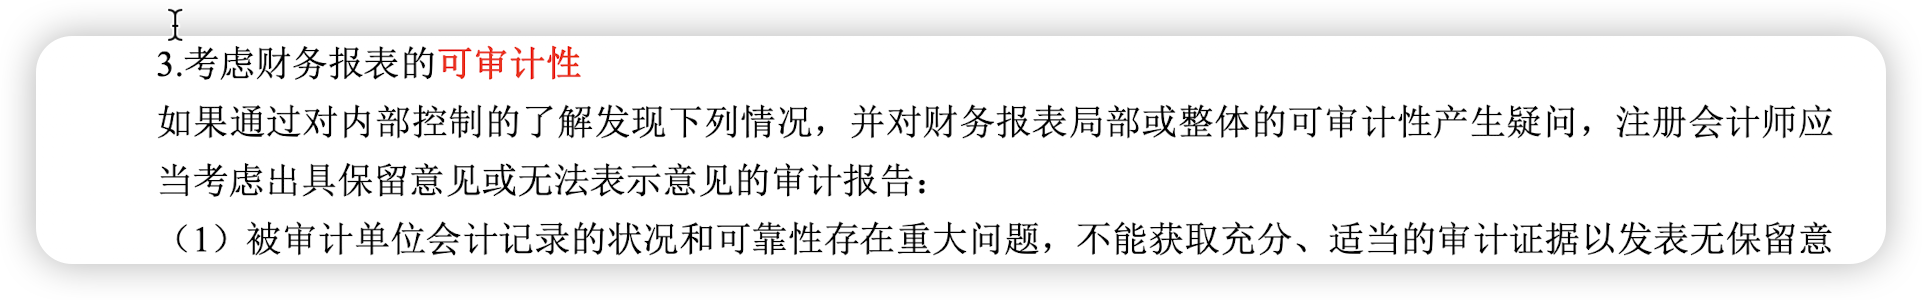 3.考虑财务报表的可审计性
如果通过对内部控制的了解发现下列情况，并对财务报表局部或整体的可审计性产生疑问，注册会计师应
当考虑出具保留意见或无法表示意见的审计报告：
（1）被审计单位会计记录的状况和可靠性存在重大问题，不能获取充分、适当的审计证据以发表无保留意